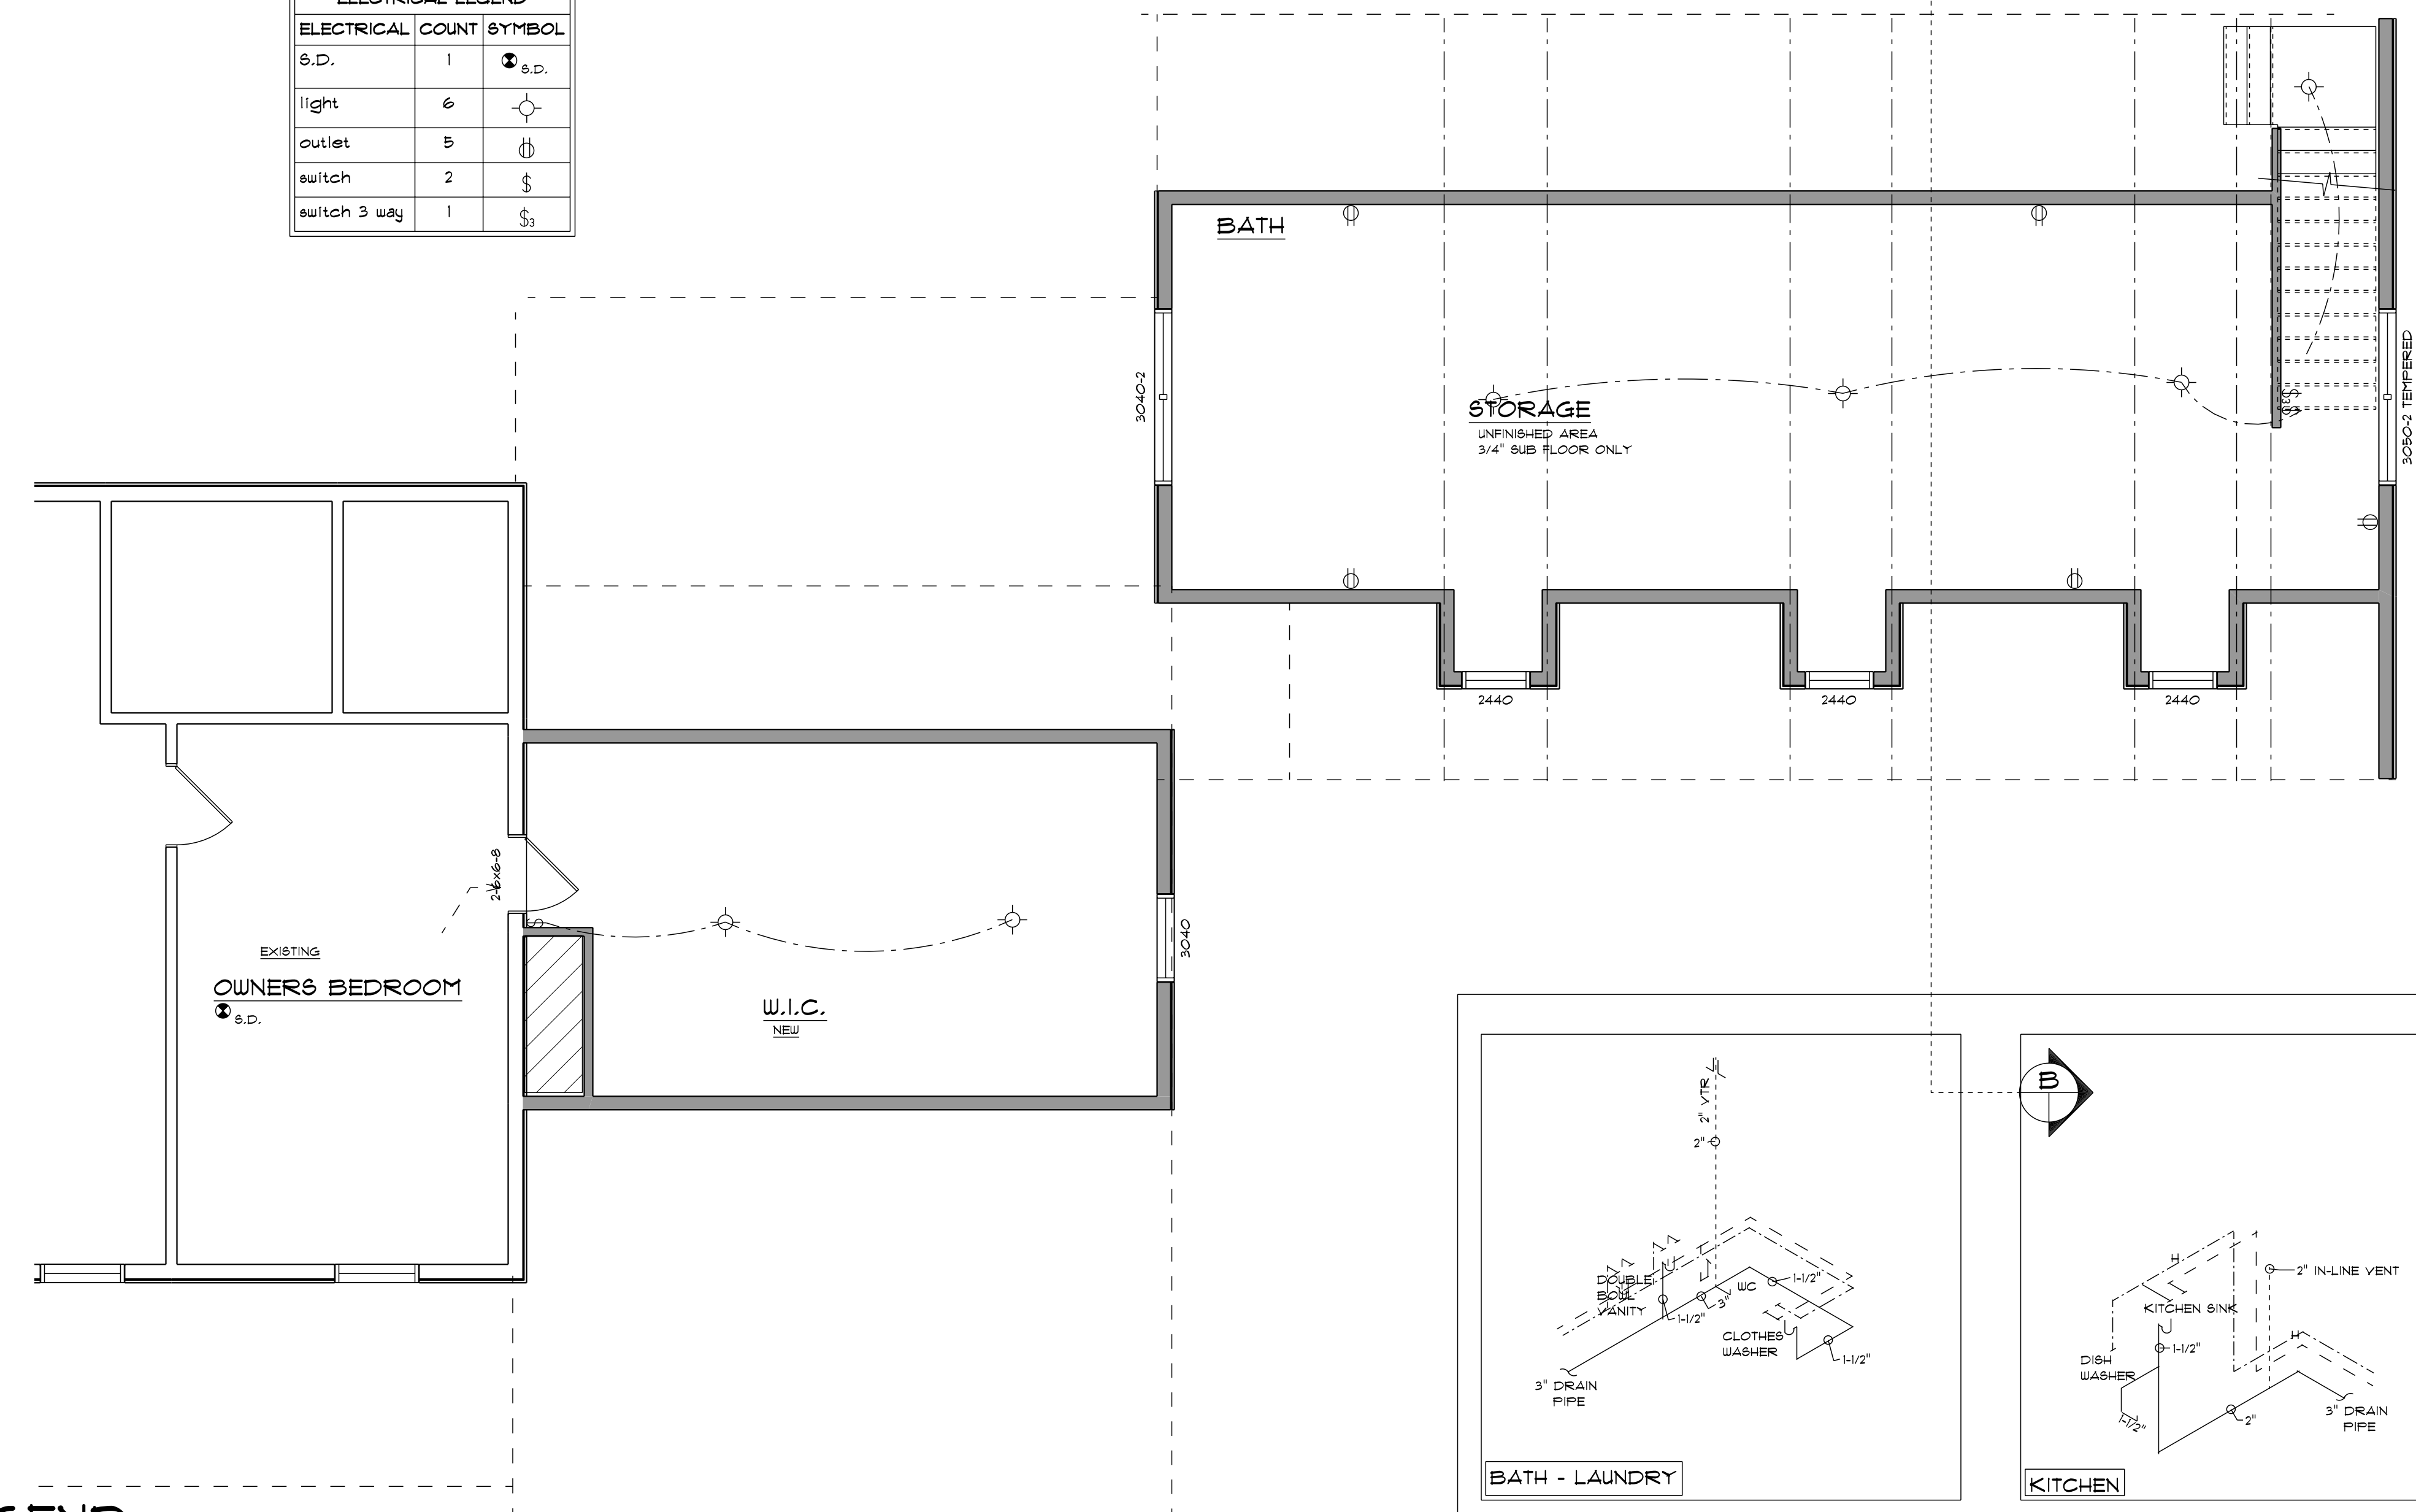 ELECTRICAL LEGEND
ELECTRICAL COUNT SYMBOL
S.D. 1 S.D.
light 6
outlet 5
switch 2 $
switch 3 way 1 $3
BATH
STORAGE
UNFINISHED AREA
3/4" SUB FLOOR ONLY
3040-2
3050-2 TEMPERED
$3 $
2440
2440
2440
2-6x6-8
$
3040
EXISTING
OWNERS BEDROOM
S.D.
W.I.C.
NEW
B
2" VTR
2"
DOUBLE
BOWL
VANITY
WC
1-1/2"
3"
1-1/2"
CLOTHES
WASHER
1-1/2"
3" DRAIN
PIPE
BATH - LAUNDRY
H
2" IN-LINE VENT
KITCHEN SINK
H
1-1/2"
DISH
WASHER
1-1/2"
2"
3" DRAIN
PIPE
KITCHEN